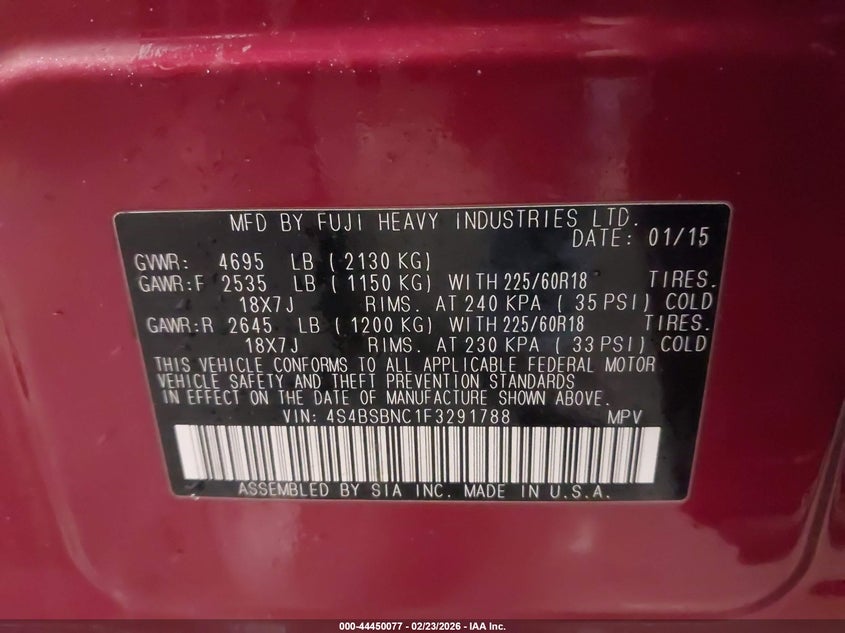 MFD BY FUJI HEAVY INDUSTRIES LTD.
DATE: 01/15
GVWR: 4695 LB ( 2130 KG)
GAWR:F 2535 LB ( 1150 KG) WITH 225/60R18 TIRES.
18X7J RIMS. AT 240 KPA ( 35 PSI) COLD
GAWR:R 2645 LB ( 1200 KG) WITH 225/60R18 TIRES.
18X7J RIMS. AT 230 KPA ( 33 PSI) COLD
THIS VEHICLE CONFORMS TO ALL APPLICABLE FEDERAL MOTOR
VEHICLE SAFETY AND THEFT PREVENTION STANDARDS
IN EFFECT ON THE DATE OF MANUFACTURE SHOWN ABOVE.
VIN: 4S4BSBNC1F3291788 MPV
ASSEMBLED BY SIA INC. MADE IN U.S.A.
000-44450077 - 02/23/2026 - IAA Inc.